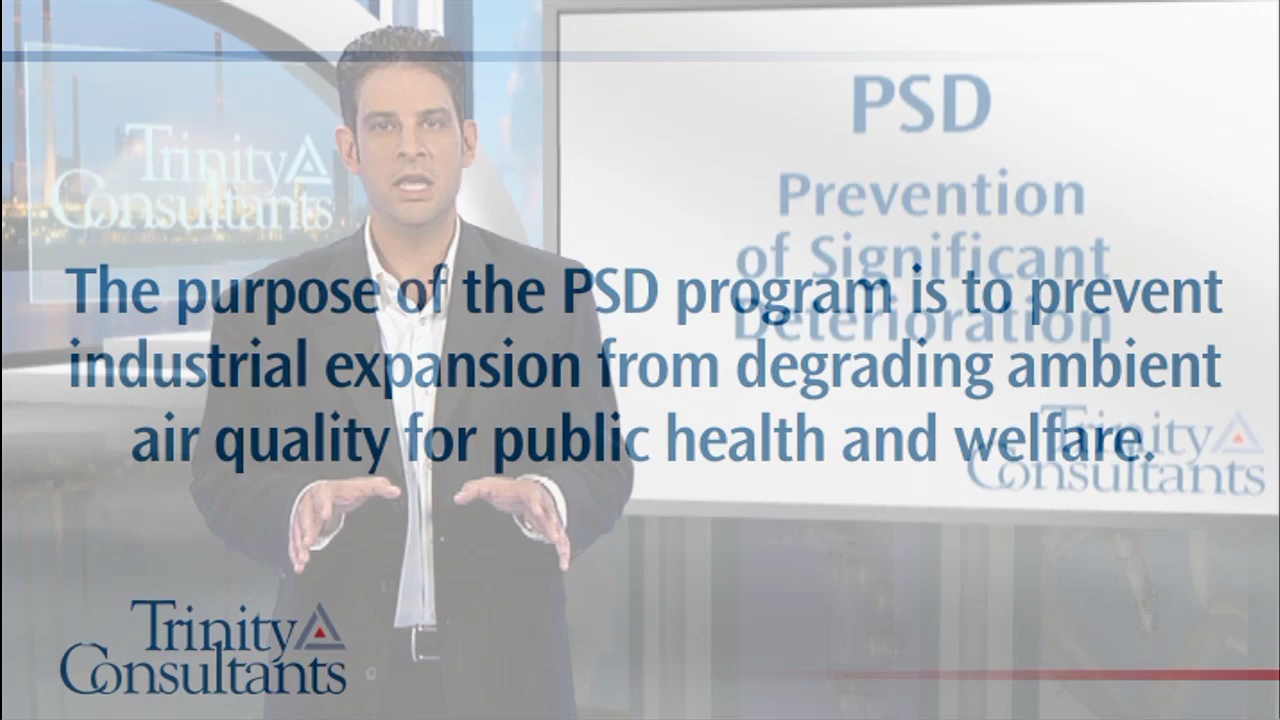 PSD
Prevention
of Significant
Deterioration
Trinity
Consultants
The purpose of the PSD program is to prevent
industrial expansion from degrading ambient
air quality for public health and welfare.
Trinity
Consultants
Trinity
Consultants